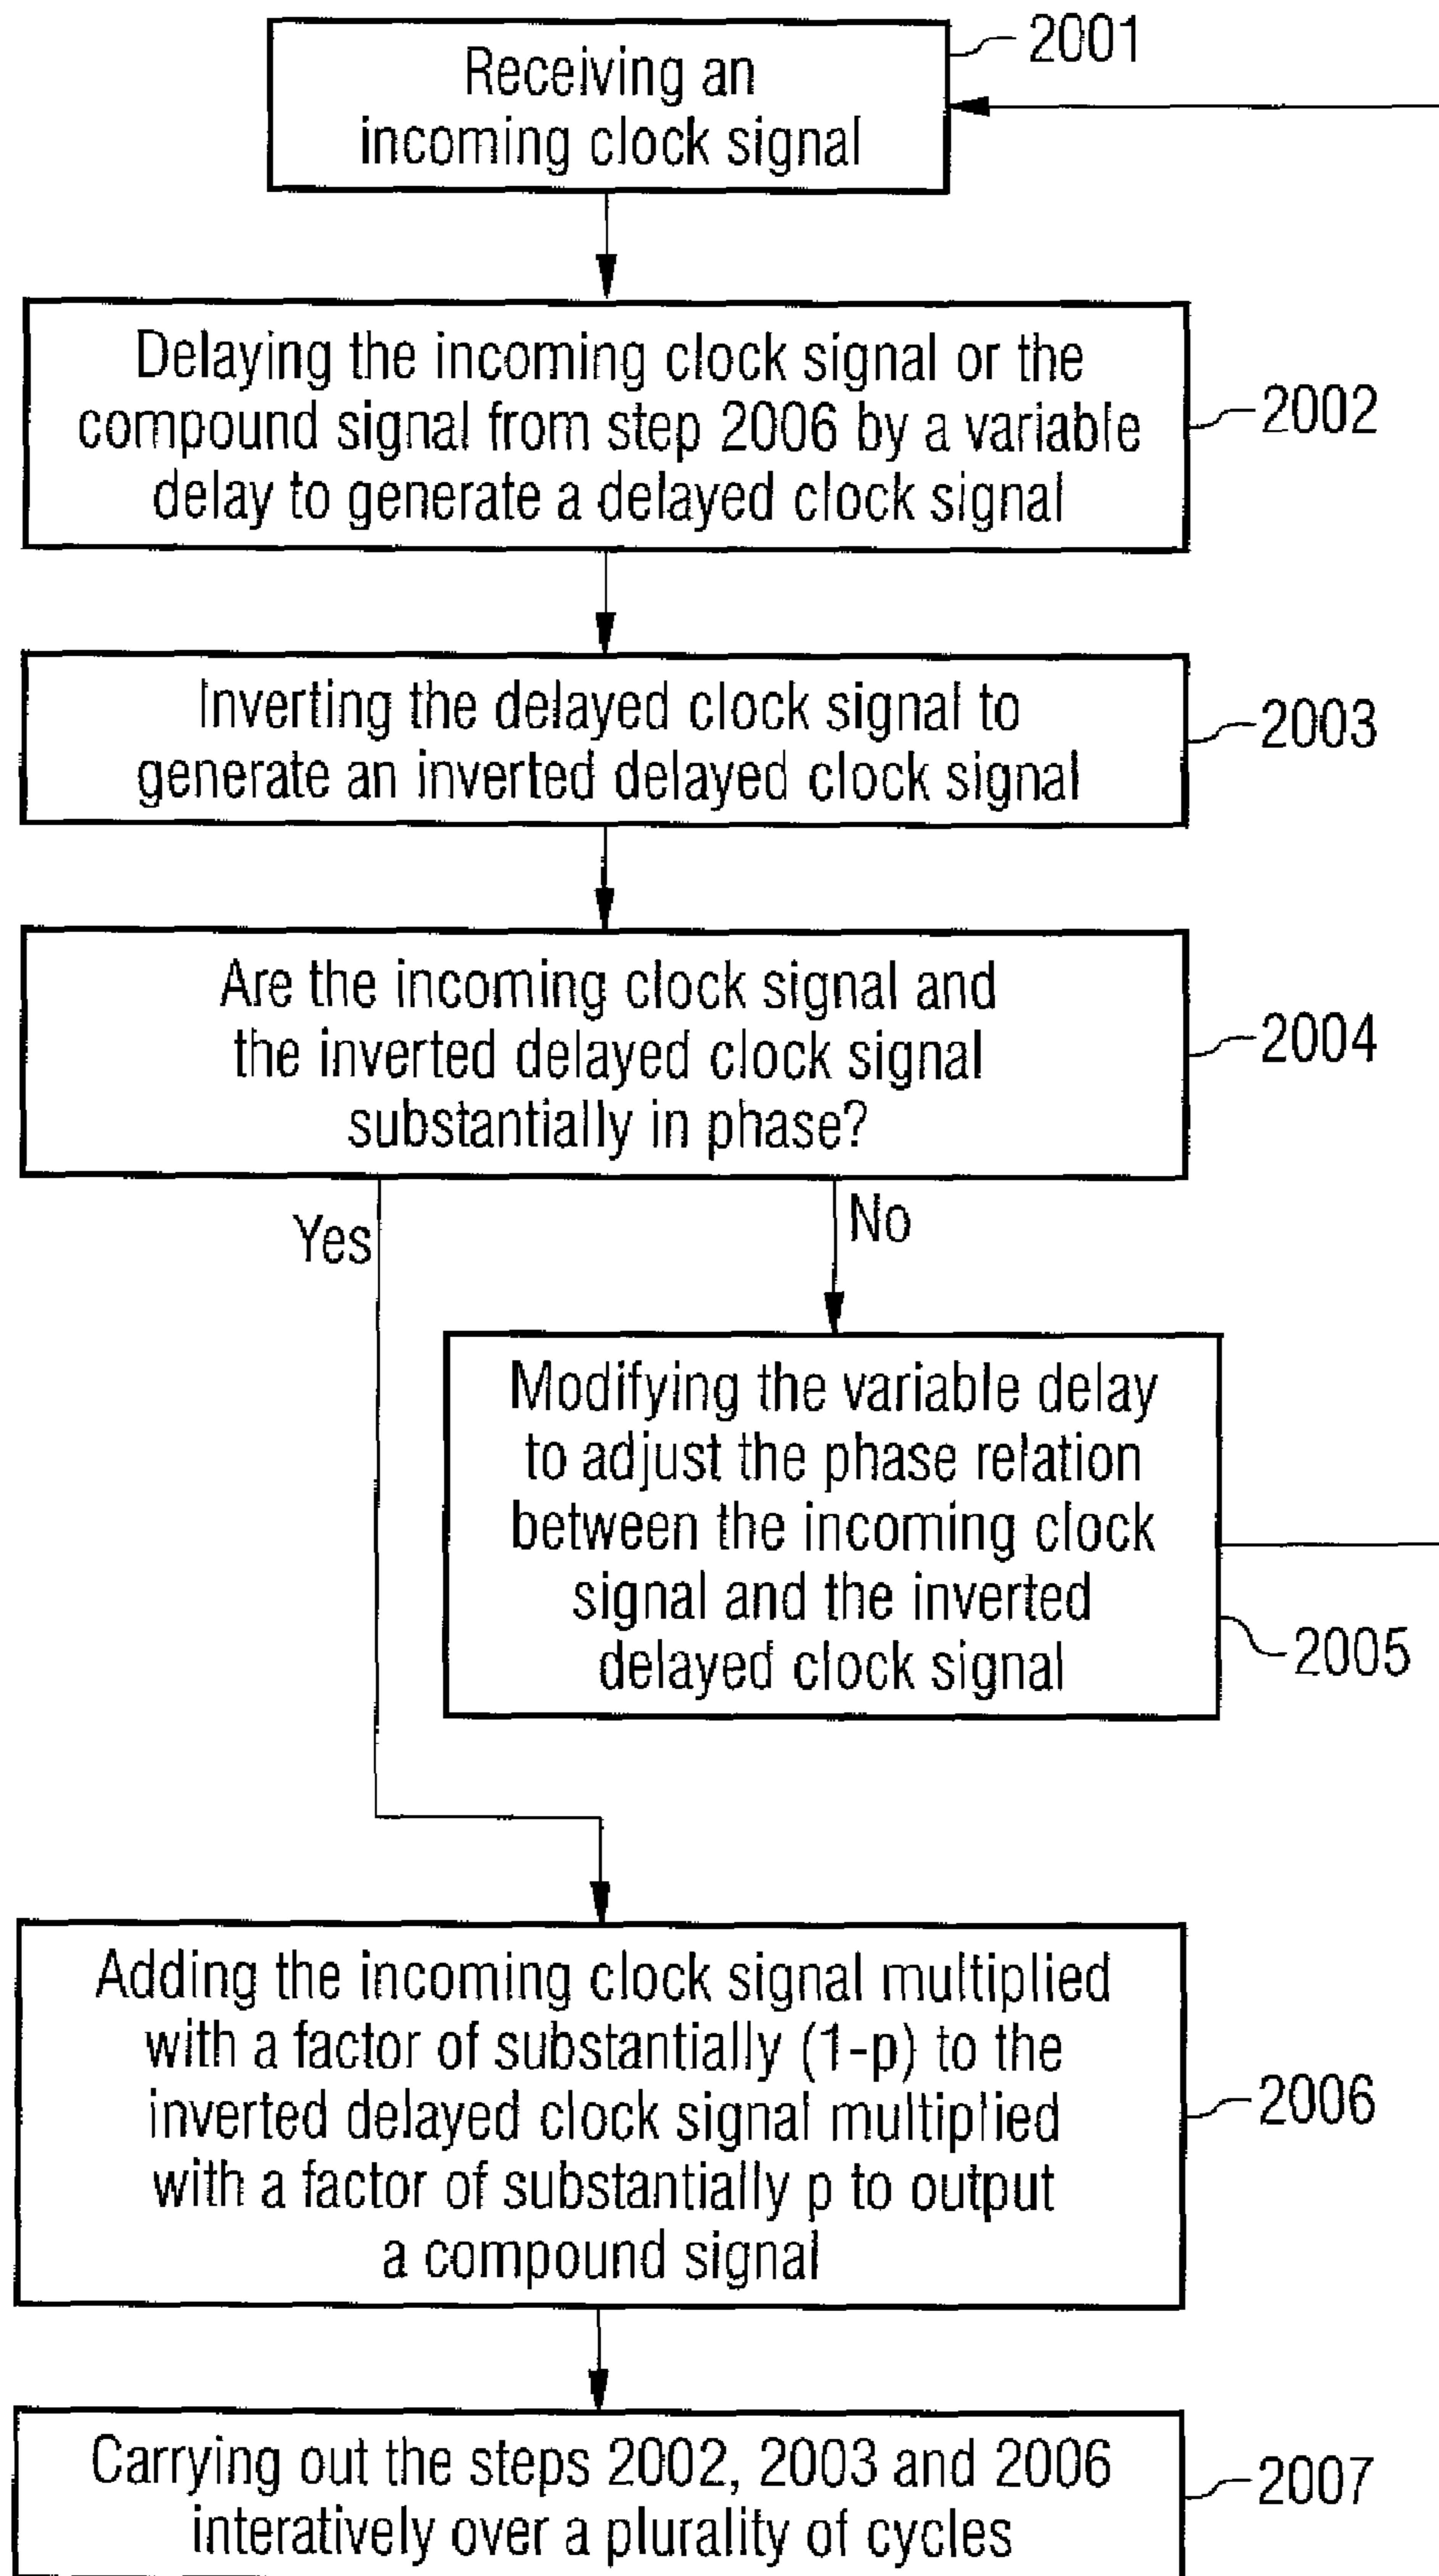 Receiving an
incoming clock signal
2001
Delaying the incoming clock signal or the
compound signal from step 2006 by a variable
delay to generate a delayed clock signal
2002
Inverting the delayed clock signal to
generate an inverted delayed clock signal
2003
Are the incoming clock signal and
the inverted delayed clock signal
substantially in phase?
2004
Yes
No
Modifying the variable delay
to adjust the phase relation
between the incoming clock
signal and the inverted
delayed clock signal
2005
Adding the incoming clock signal multiplied
with a factor of substantially (1-p) to the
inverted delayed clock signal multiplied
with a factor of substantially p to output
a compound signal
2006
Carrying out the steps 2002, 2003 and 2006
interatively over a plurality of cycles
2007